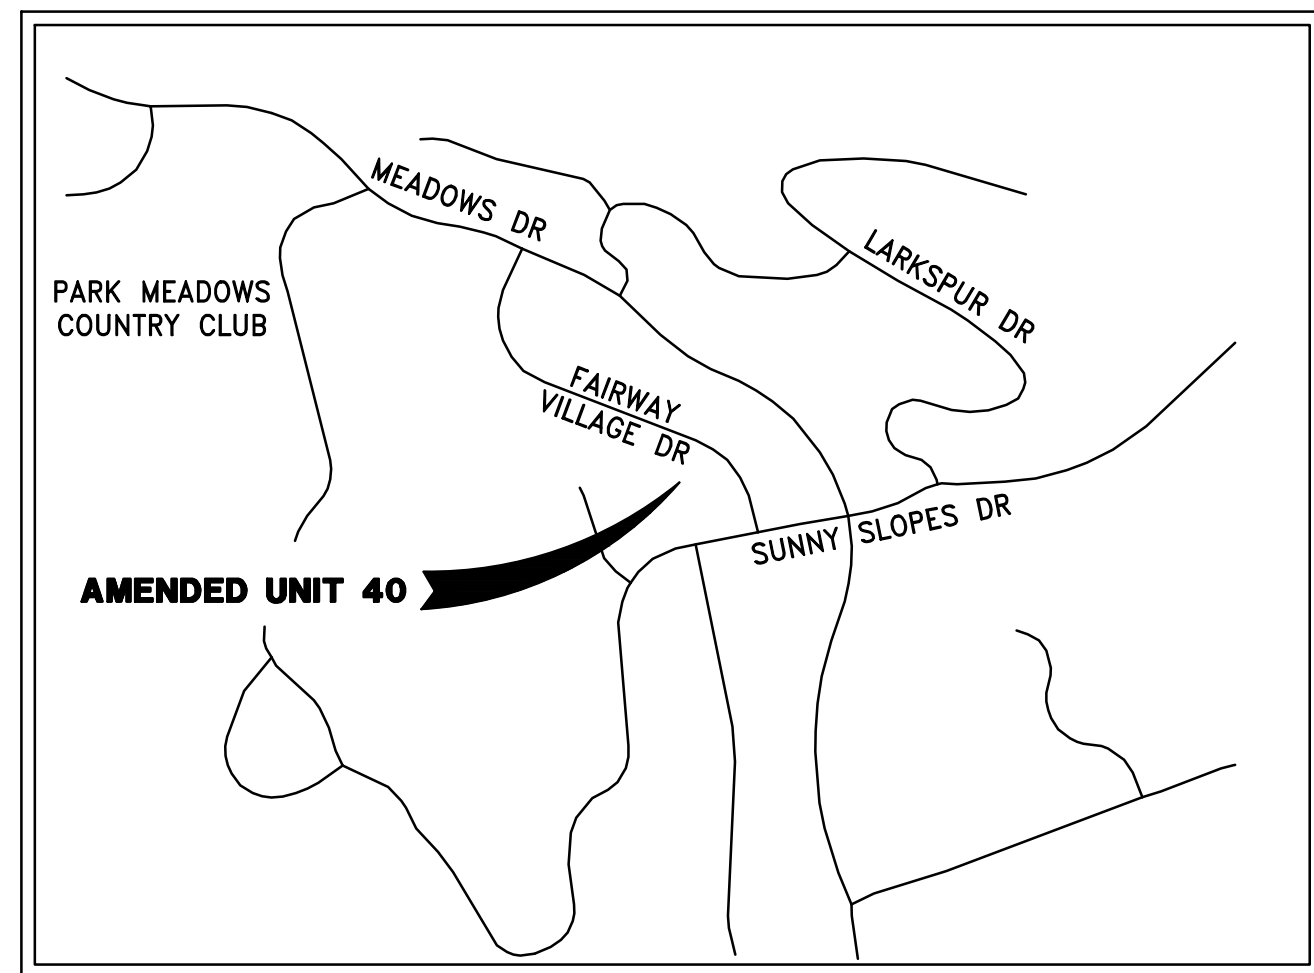 MEADOWS DR
LARKSPUR DR
PARK MEADOWS
COUNTRY CLUB
FAIRWAY
VILLAGE DR
SUNNY SLOPES DR
AMENDED UNIT 40